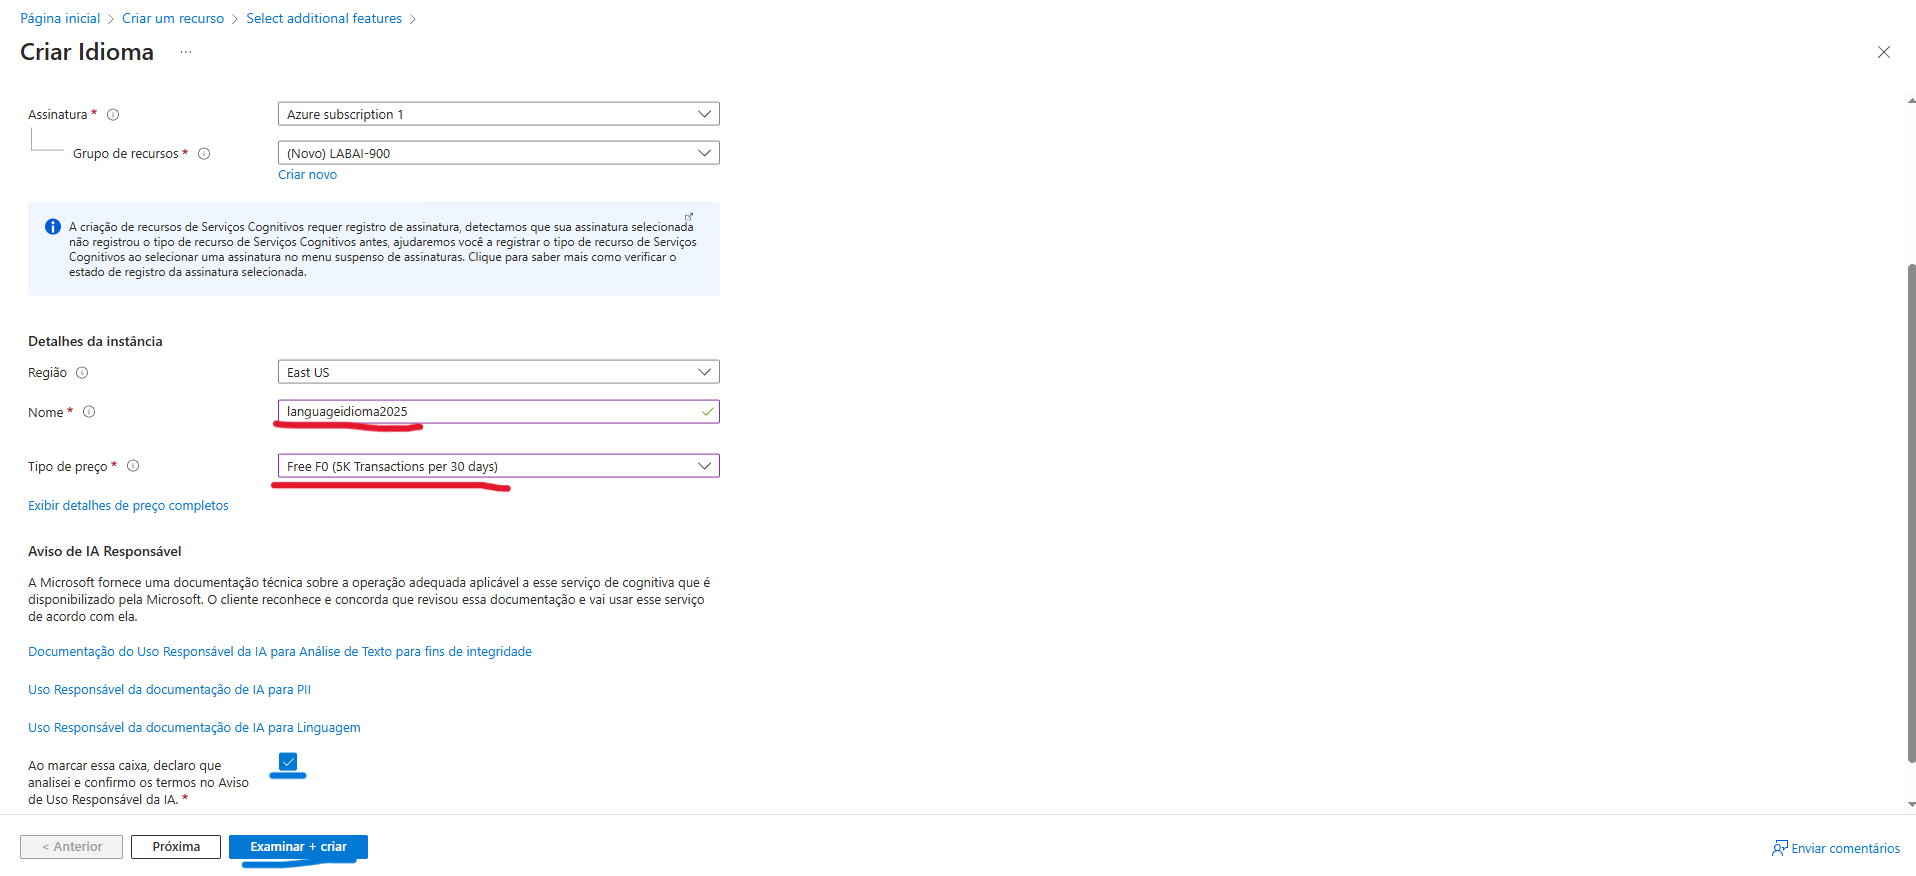 Página inicial > Criar um recurso > Select additional features >
Criar Idioma ...
Assinatura *
Azure subscription 1
Grupo de recursos *
(Novo) LABAI-900
Criar novo
A criação de recursos de Serviços Cognitivos requer registro de assinatura, detectamos que sua assinatura selecionada
não registrou o tipo de recurso de Serviços Cognitivos antes, ajudaremos você a registrar o tipo de recurso de Serviços
Cognitivos ao selecionar uma assinatura no menu suspenso de assinaturas. Clique para saber mais como verificar o
estado de registro da assinatura selecionada.
Detalhes da instância
Região
East US
Nome *
languageidioma2025
Tipo de preço *
Free F0 (5K Transactions per 30 days)
Exibir detalhes de preço completos
Aviso de IA Responsável
A Microsoft fornece uma documentação técnica sobre a operação adequada aplicável a esse serviço de cognitiva que é
disponibilizado pela Microsoft. O cliente reconhece e concorda que revisou essa documentação e vai usar esse serviço
de acordo com ela.
Documentação do Uso Responsável da IA para Análise de Texto para fins de integridade
Uso Responsável da documentação de IA para PII
Uso Responsável da documentação de IA para Linguagem
Ao marcar essa caixa, declaro que
analisei e confirmo os termos no Aviso
de Uso Responsável da IA. *
< Anterior
Próxima
Examinar + criar
Enviar comentários